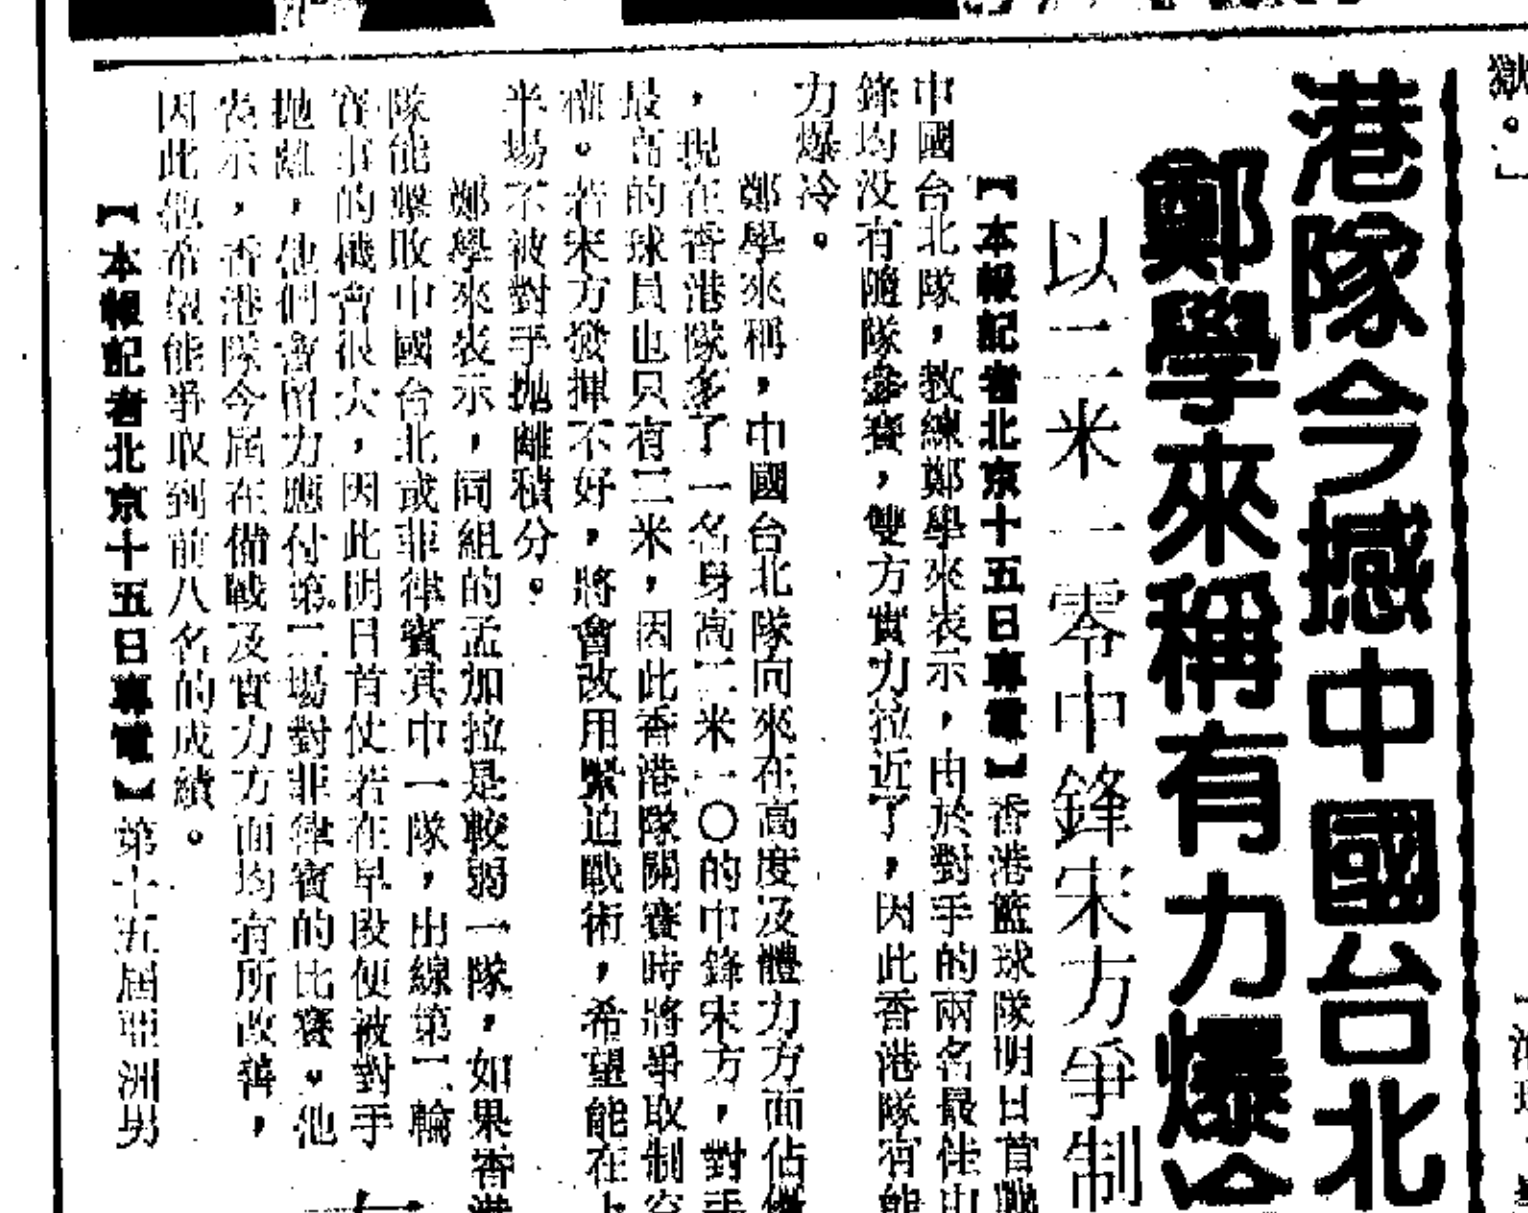 獄。」
港隊今撼中國台北
鄭學來稱有力爆冷
以二米一零中鋒宋方爭制
【本報記者北京十五日專電】香港籃球隊明日首戰
中國台北隊，教練鄭學來表示，由於對手的兩名最佳中
鋒均没有隨隊參賽，雙方實力拉近了，因此香港隊有能
力爆冷。
鄭學來稱，中國台北隊向來在高度及體力方面佔優
，現在香港隊多了一名身高二米一〇的中鋒宋方，對手
最高的球員也只有二米，因此香港隊開賽時將爭取制空
權。若宋方發揮不好，將會改用緊迫戰術，希望能在上
半場不被對手拋離積分。
鄭學來表示，同組的孟加拉是較弱一隊，如果香港
隊能擊敗中國台北或菲律賓其中一隊，出線第二輪
賽事的機會很大，因此明日首仗若在早段便被對手
拋離，他們會留力應付第二場對菲律賓的比賽。他
表示，香港隊今屆在備戰及實力方面均有所改善，
因此他希望能爭取到前八名的成績。
【本報記者北京十五日專電】第十五屆亞洲男